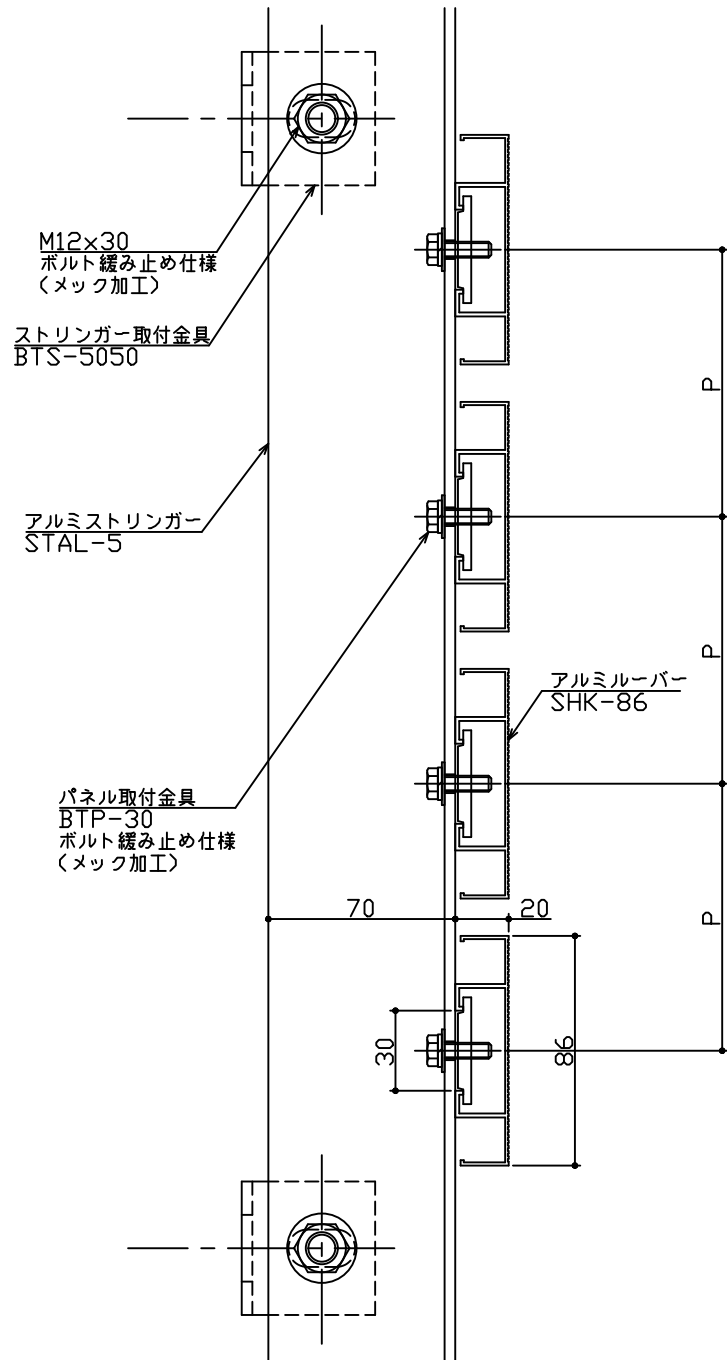 M12×30
ボルト緩み止め仕様
(メック加工)
ストリンガー取付金具
BTS-5050
P
アルミストリンガー
STAL-5
P
アルミルーバー
SHK-86
パネル取付金具
BTP-30
ボルト緩み止め仕様
(メック加工)
70
20
P
30
86